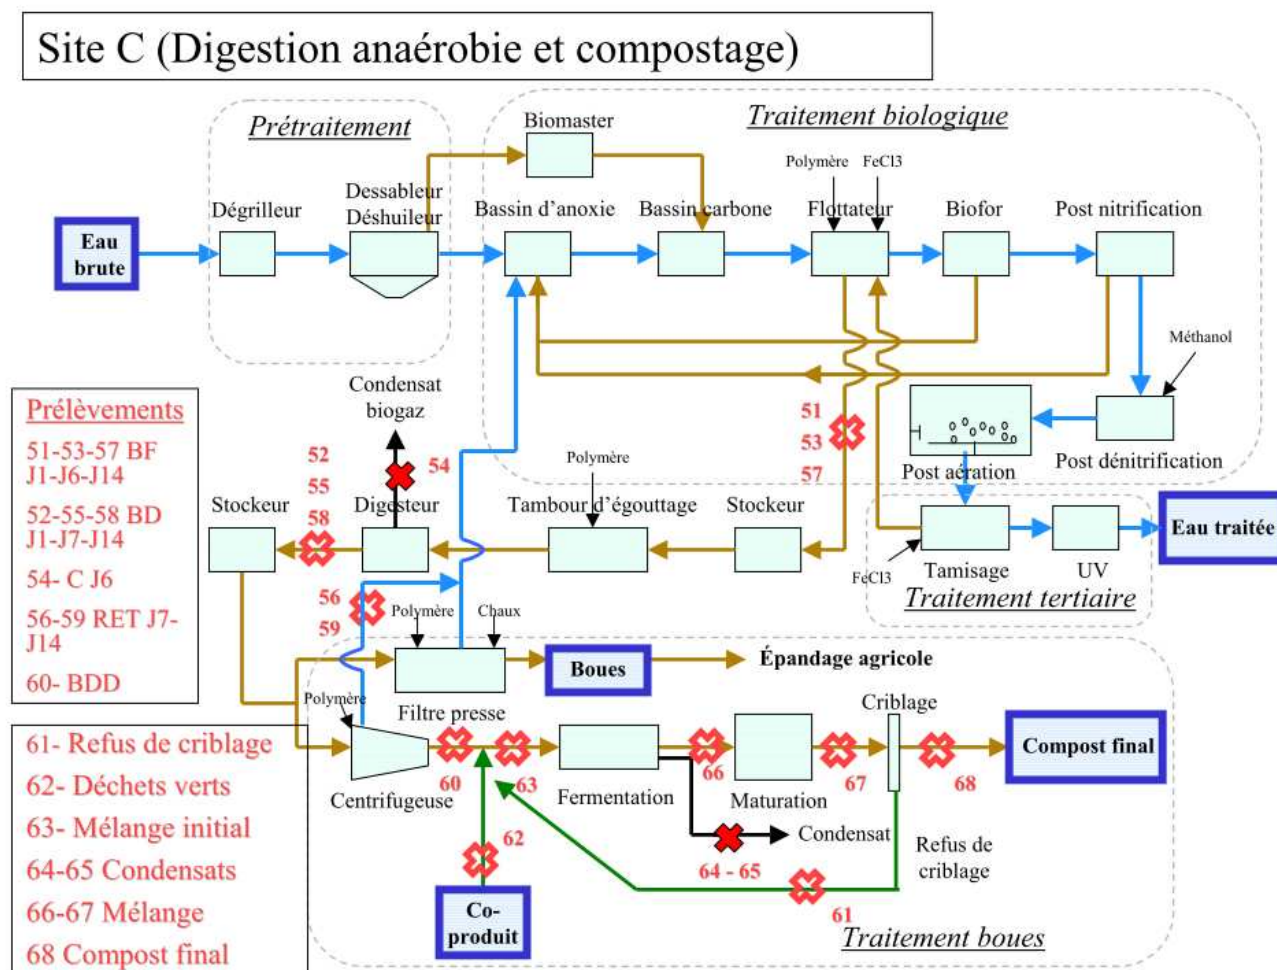 Site C (Digestion anaérobie et compostage)
Prétraitement
Traitement biologique
Biomaster
Polymère
FeCl3
Dégrilleur
Dessableur
Déshuileur
Bassin d'anoxie
Bassin carbone
Flottateur
Biofor
Post nitrification
Eau
brute
Méthanol
Condensat
biogaz
Prélèvements
51-53-57 BF
J1-J6-J14
52-55-58 BD
J1-J7-J14
54- C J6
56-59 RET J7-
J14
60- BDD
51
53
57
52
55
58
54
Polymère
Post aération
Post dénitrification
Stockeur
Digesteur
Tambour d'égouttage
Stockeur
Eau traitée
FeCl3
Tamisage
UV
Traitement tertiaire
56
59
Polymère
Chaux
Boues
Épandage agricole
Filtre presse
Polymère
Criblage
Compost final
Centrifugeuse
60
63
Fermentation
66
Maturation
67
68
61- Refus de criblage
62- Déchets verts
63- Mélange initial
64-65 Condensats
66-67 Mélange
68 Compost final
62
Condensat
64 - 65
Refus de
criblage
61
Co-
produit
Traitement boues